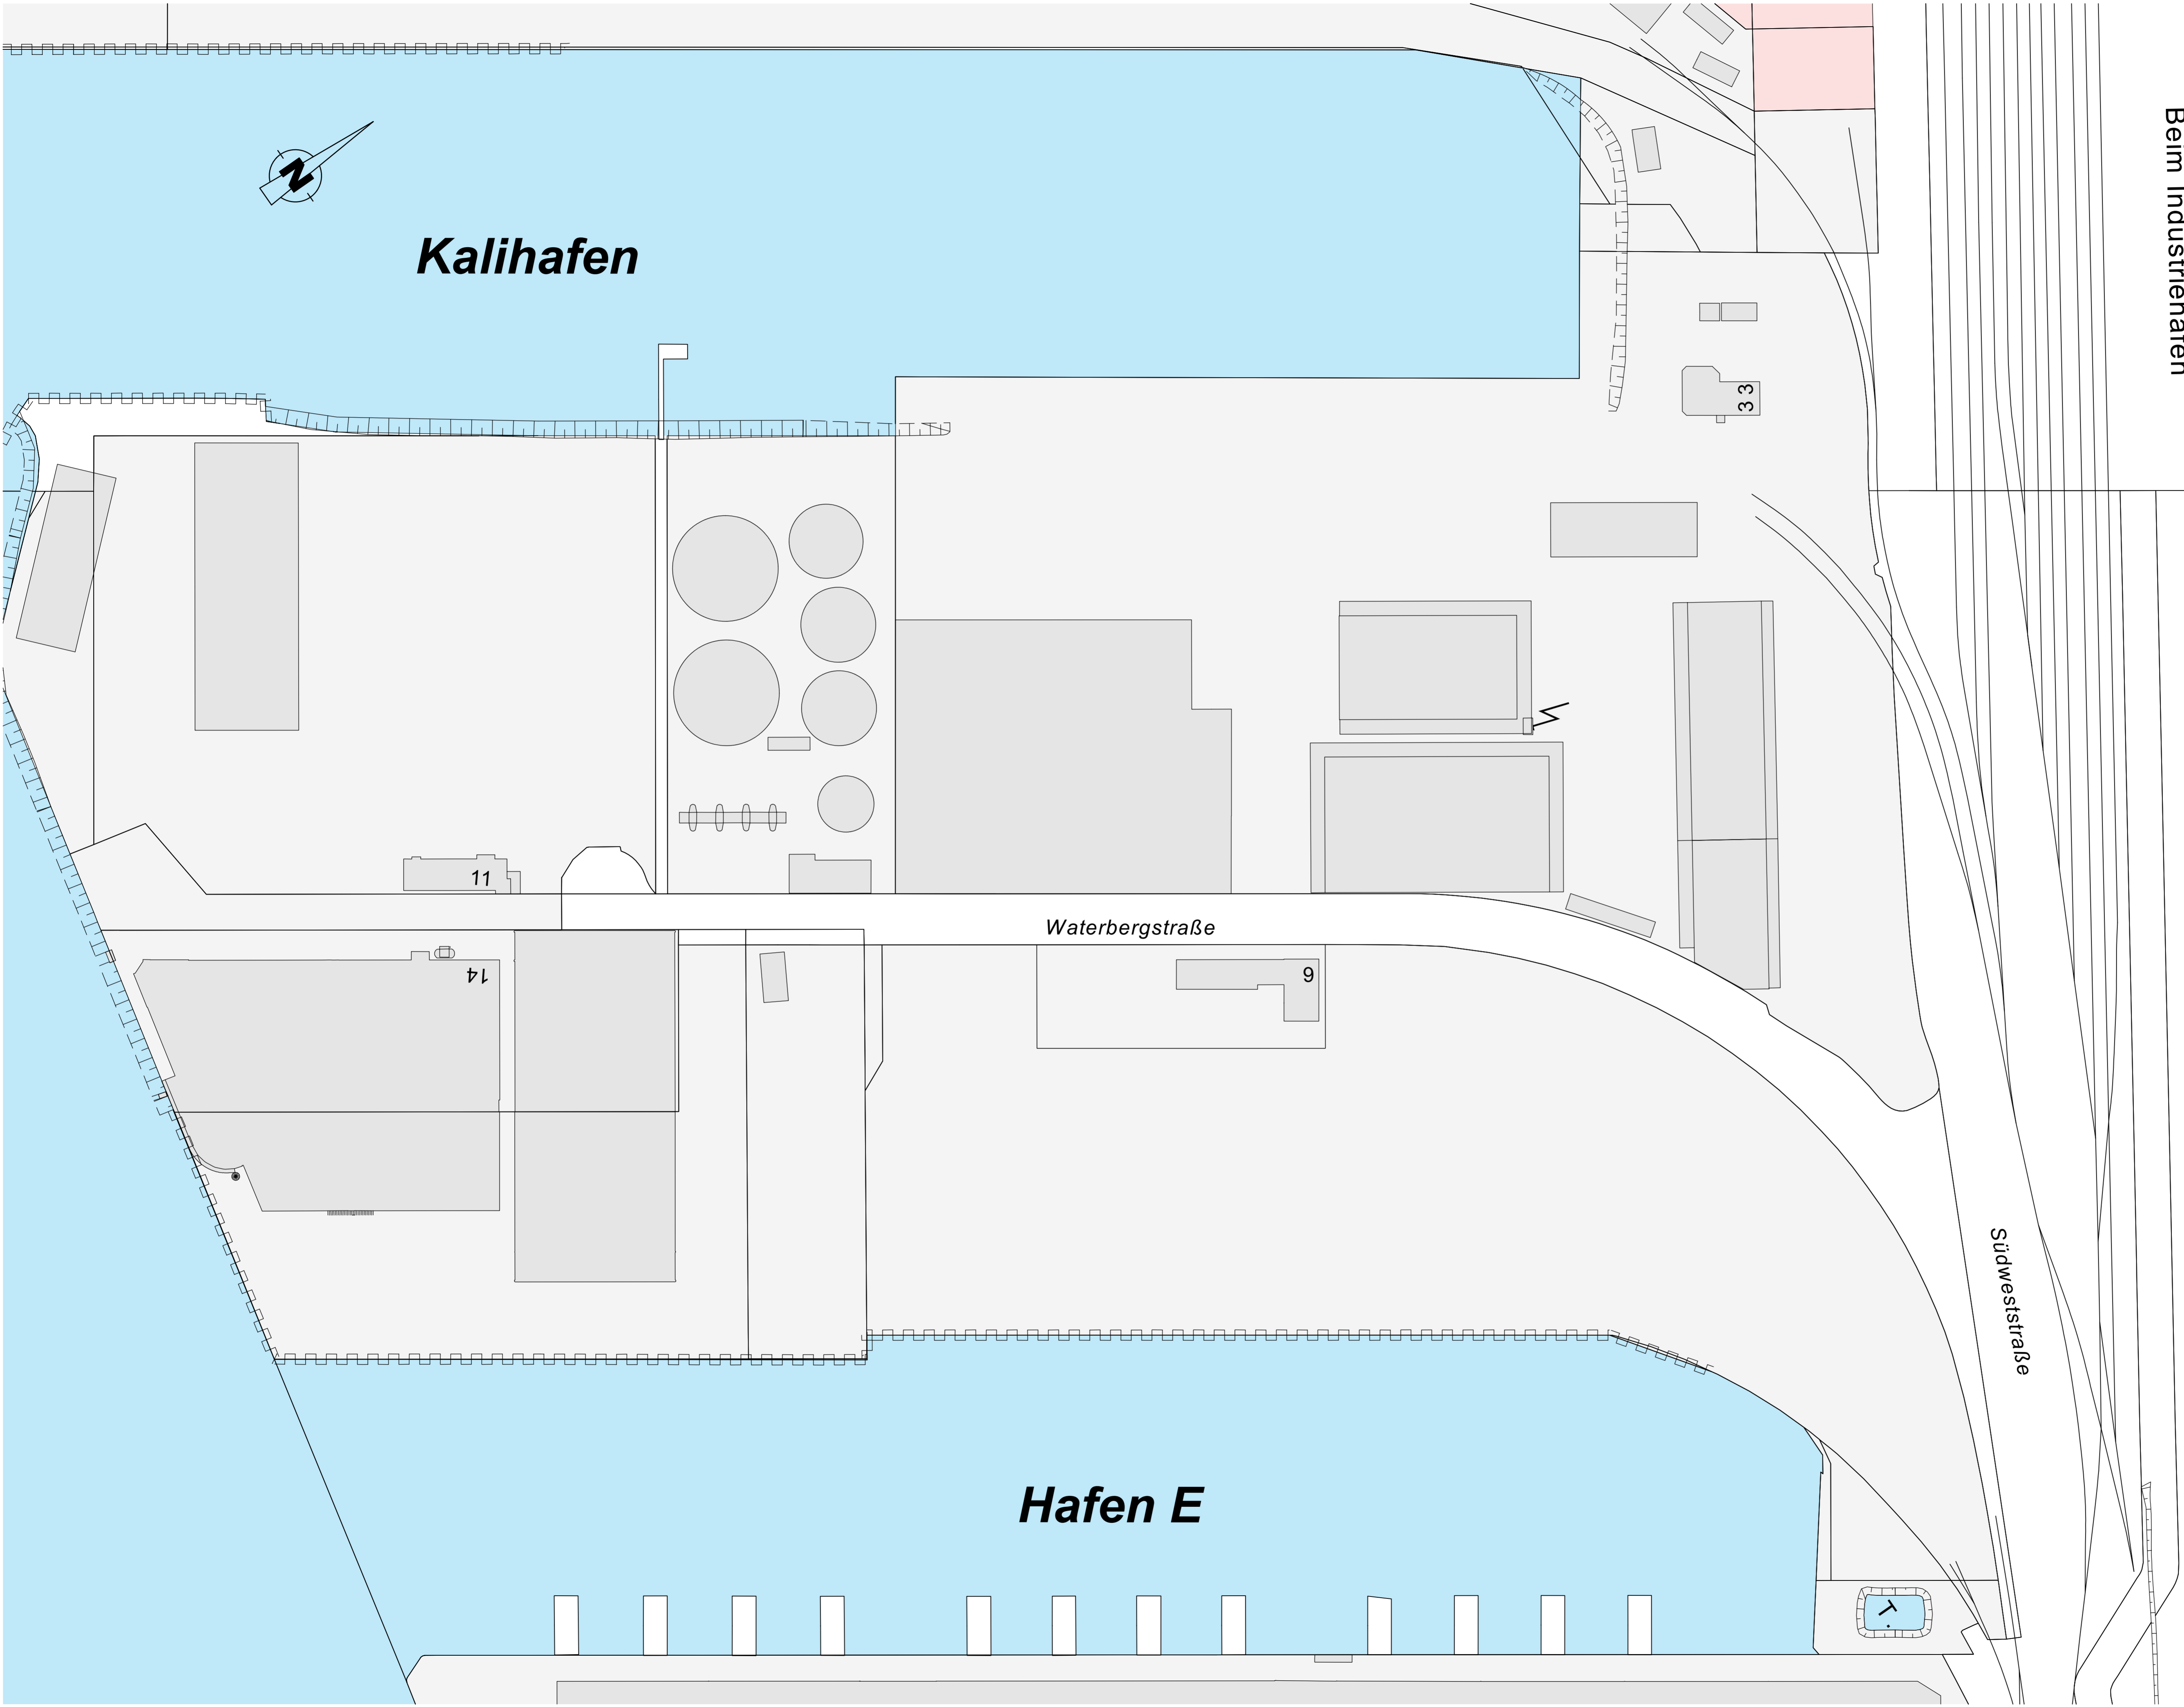 Beim Industriehafen
N
Kalihafen
33
11
Waterbergstraße
14
9
Südweststraße
Hafen E
T.